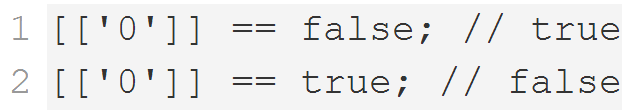 1 [['0']] == false; // true
2 [['0']] == true; // false